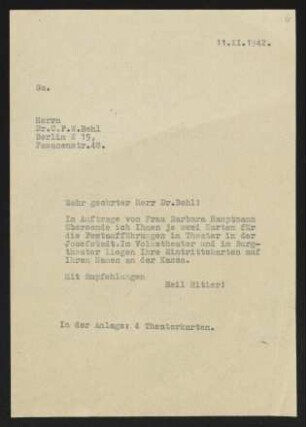 11.XI.1942.
Sn.
Herrn
Dr.C.F.W.Behl
Berlin W 15,
Fasanenstr.48.
Sehr geehrter Herr Dr.Behl!
Im Auftrage von Frau Barbara Hauptmann
übersende ich Ihnen je zwei Karten für
die Festaufführungen im Theater in der
Josefstadt.Im Volkstheater und im Burg-
theater liegen Ihre Eintrittskarten auf
Ihren Namen an der Kassa.
Mit Empfehlungen
Heil Hitler!
In der Anlage: 4 Theaterkarten.